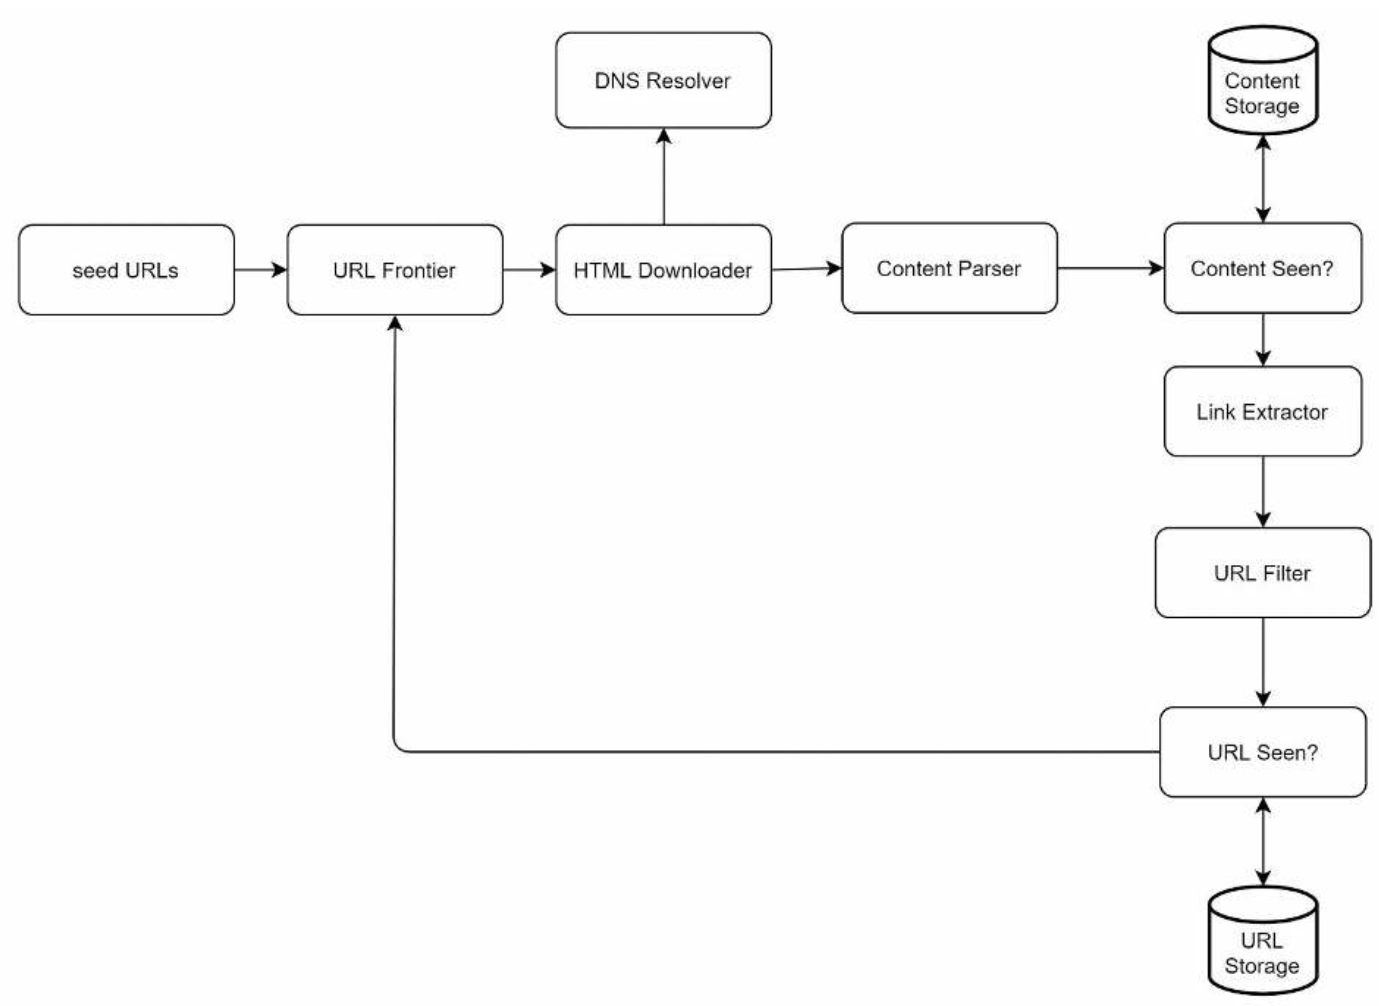 DNS Resolver
Content
Storage
seed URLs
URL Frontier
HTML Downloader
Content Parser
Content Seen?
Link Extractor
URL Filter
URL Seen?
URL
Storage